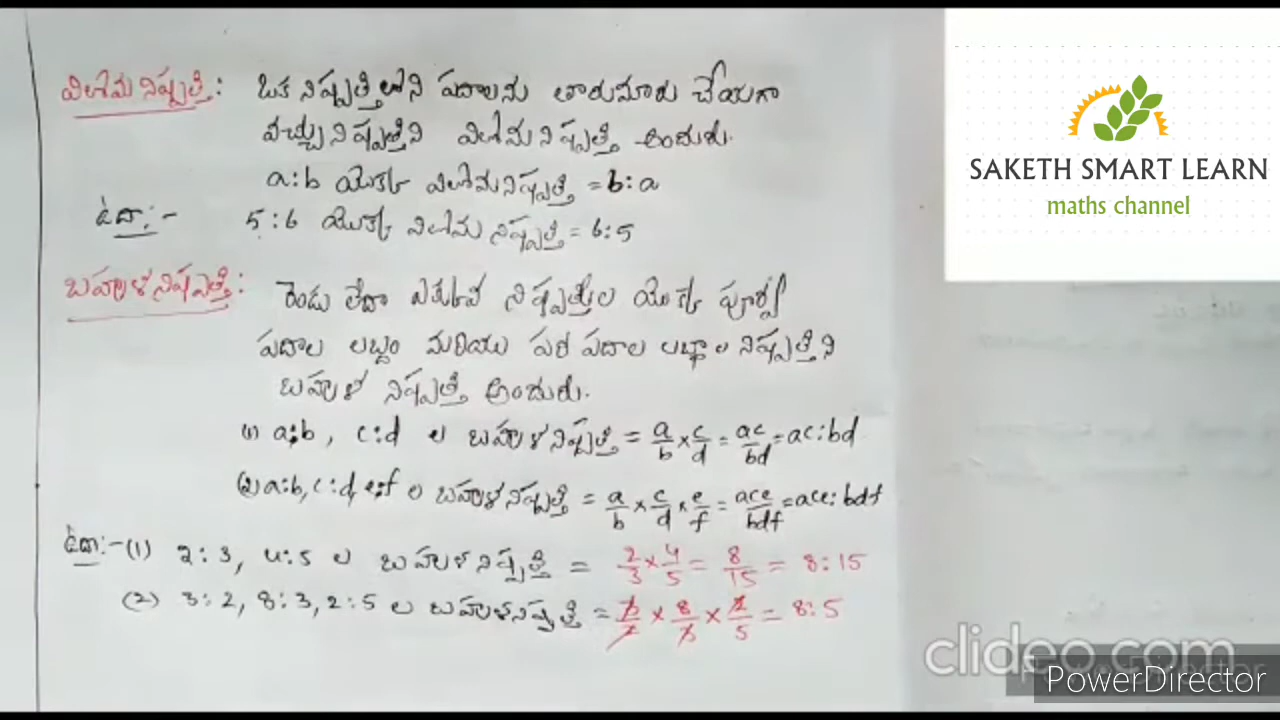 విలోమ నిష్పత్తి : ఒక నిష్పత్తిలోని పదాలను తారుమారు చేయగా
వచ్చు నిష్పత్తిని విలోమ నిష్పత్తి అందురు.
a:b యొక్క విలోమ నిష్పత్తి = b:a
ఉదా:- 5:6 యొక్క విలోమ నిష్పత్తి = 6:5
బహుళ నిష్పత్తి : రెండు లేదా ఎక్కువ నిష్పత్తుల యొక్క పూర్వ
పదాల లబ్దం మరియు పర పదాల లబ్దాల నిష్పత్తిని
బహుళ నిష్పత్తి అందురు.
(1) a:b, c:d ల బహుళ నిష్పత్తి = a/b × c/d = ac/bd = ac:bd
(2) a:b, c:d, e:f ల బహుళ నిష్పత్తి = a/b × c/d × e/f = ace/bdf = ace:bdf
ఉదా:- (1) 2:3, 4:5 ల బహుళ నిష్పత్తి = 2/3 × 4/5 = 8/15 = 8:15
(2) 3:2, 8:3, 2:5 ల బహుళ నిష్పత్తి = 3/2 × 8/3 × 2/5 = 8:5
SAKETH SMART LEARN
maths channel
clideo.com
PowerDirector